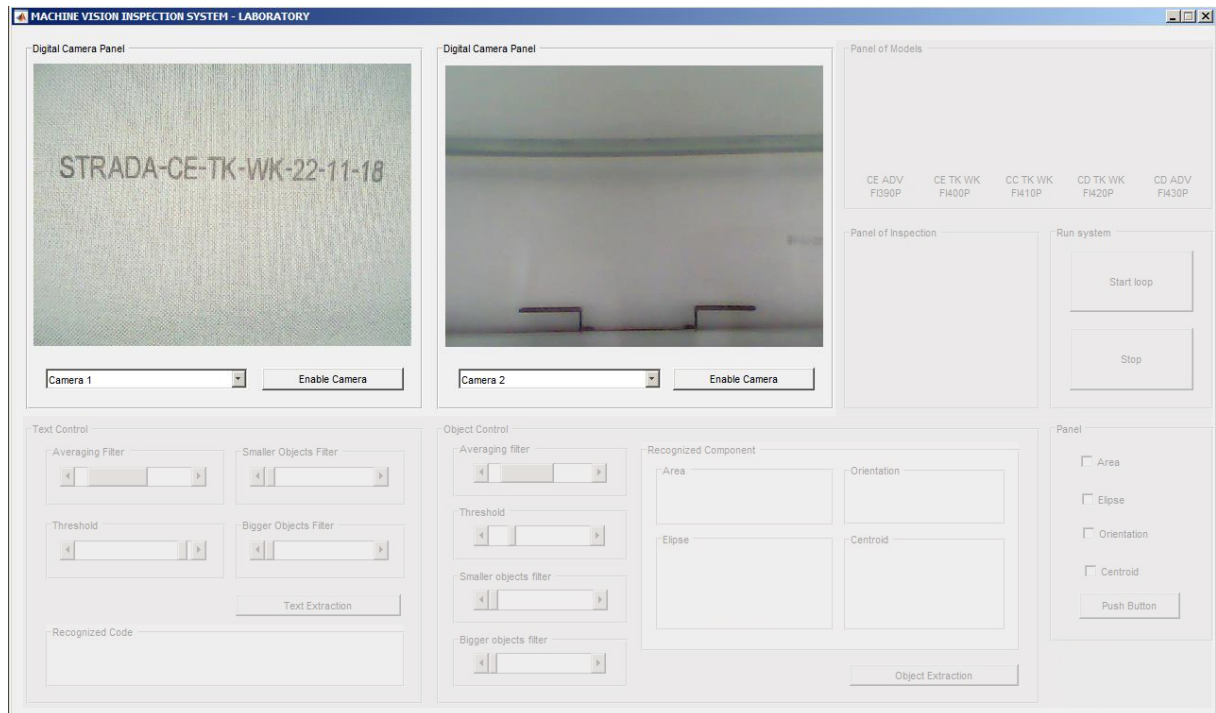 MACHINE VISION INSPECTION SYSTEM - LABORATORY
Digital Camera Panel
STRADA-CE-TK-WK-22-11-18
Camera 1
Enable Camera
Digital Camera Panel
Camera 2
Enable Camera
Panel of Models
CE ADV
FI390P
CE TK WK
FI400P
CC TK WK
FI410P
CD TK WK
FI420P
CD ADV
FI430P
Panel of Inspection
Run system
Start loop
Stop
Text Control
Averaging Filter
Smaller Objects Filter
Threshold
Bigger Objects Filter
Text Extraction
Recognized Code
Object Control
Averaging filter
Threshold
Smaller objects filter
Bigger objects filter
Recognized Component
Area
Orientation
Elipse
Centroid
Object Extraction
Panel
Area
Elipse
Orientation
Centroid
Push Button